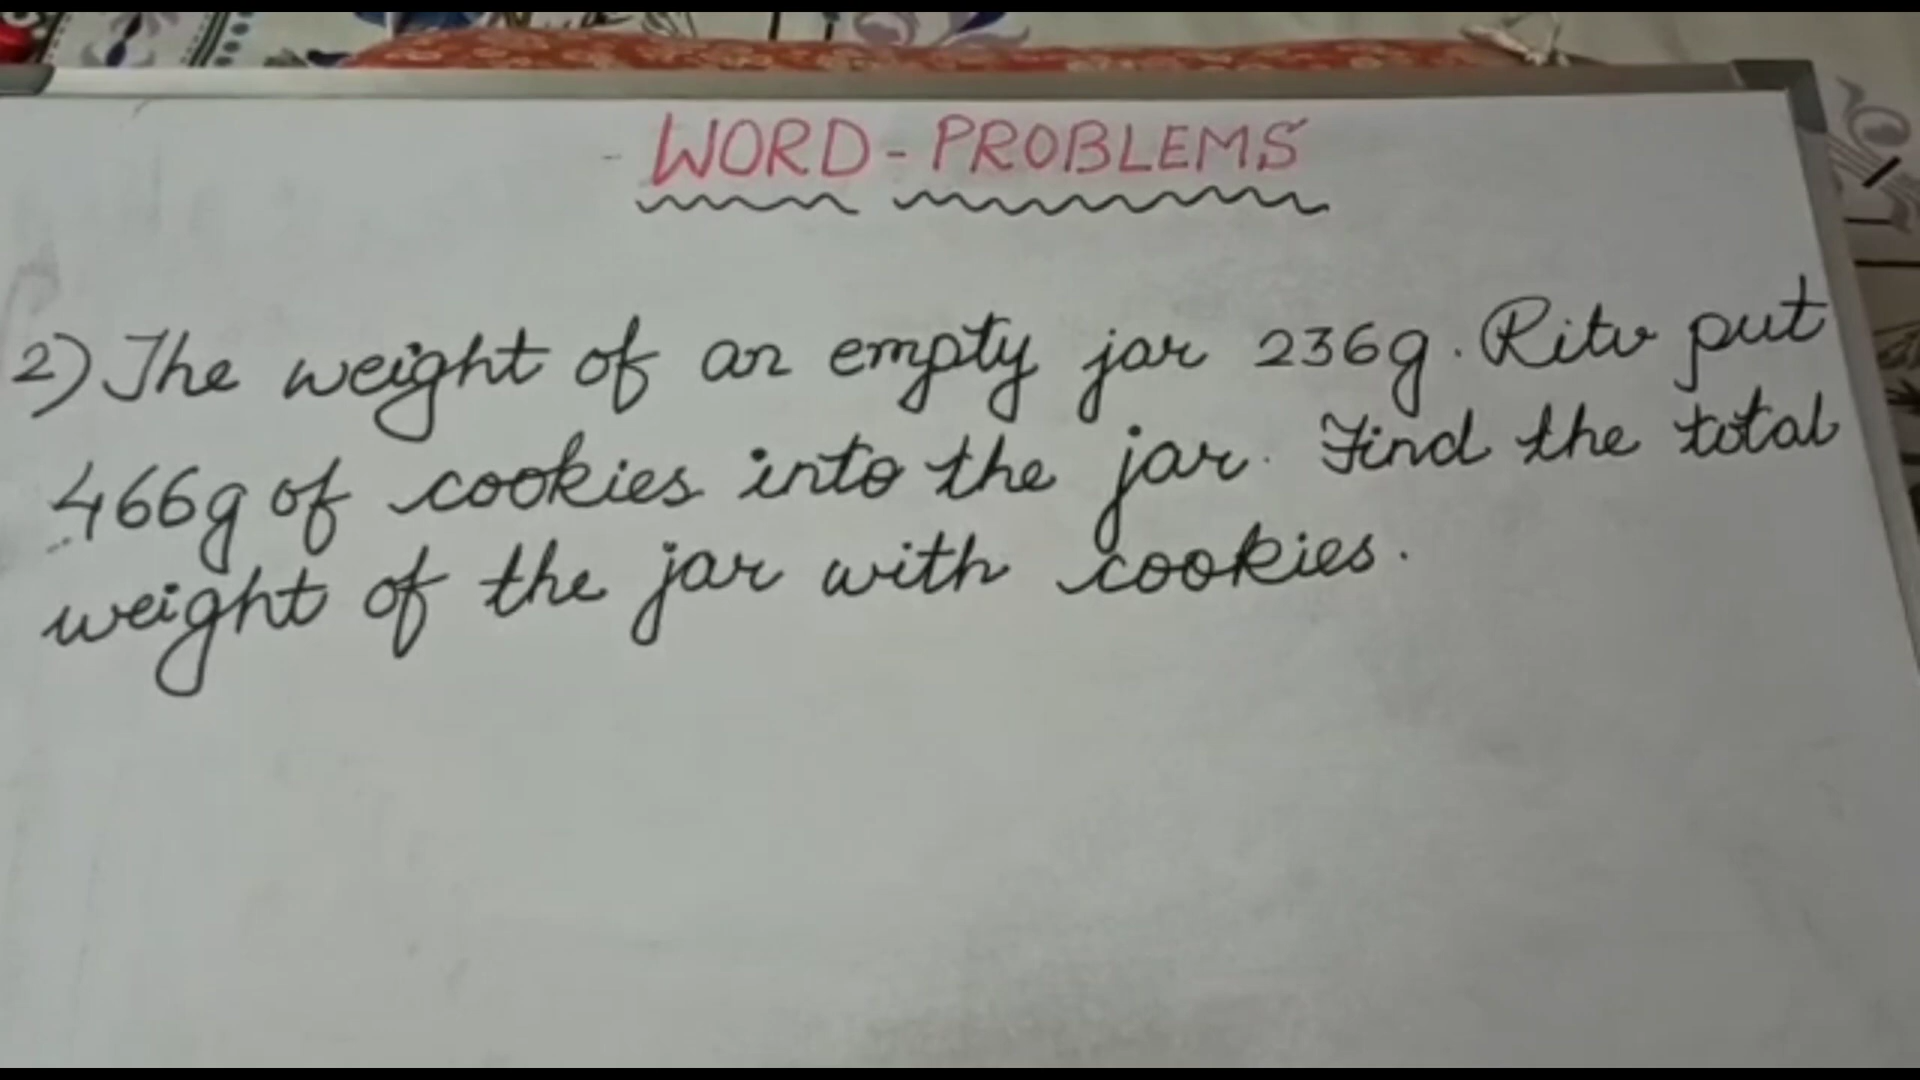 WORD-PROBLEMS
2) The weight of an empty jar 236g. Ritu put
466g of cookies into the jar. Find the total
weight of the jar with cookies.